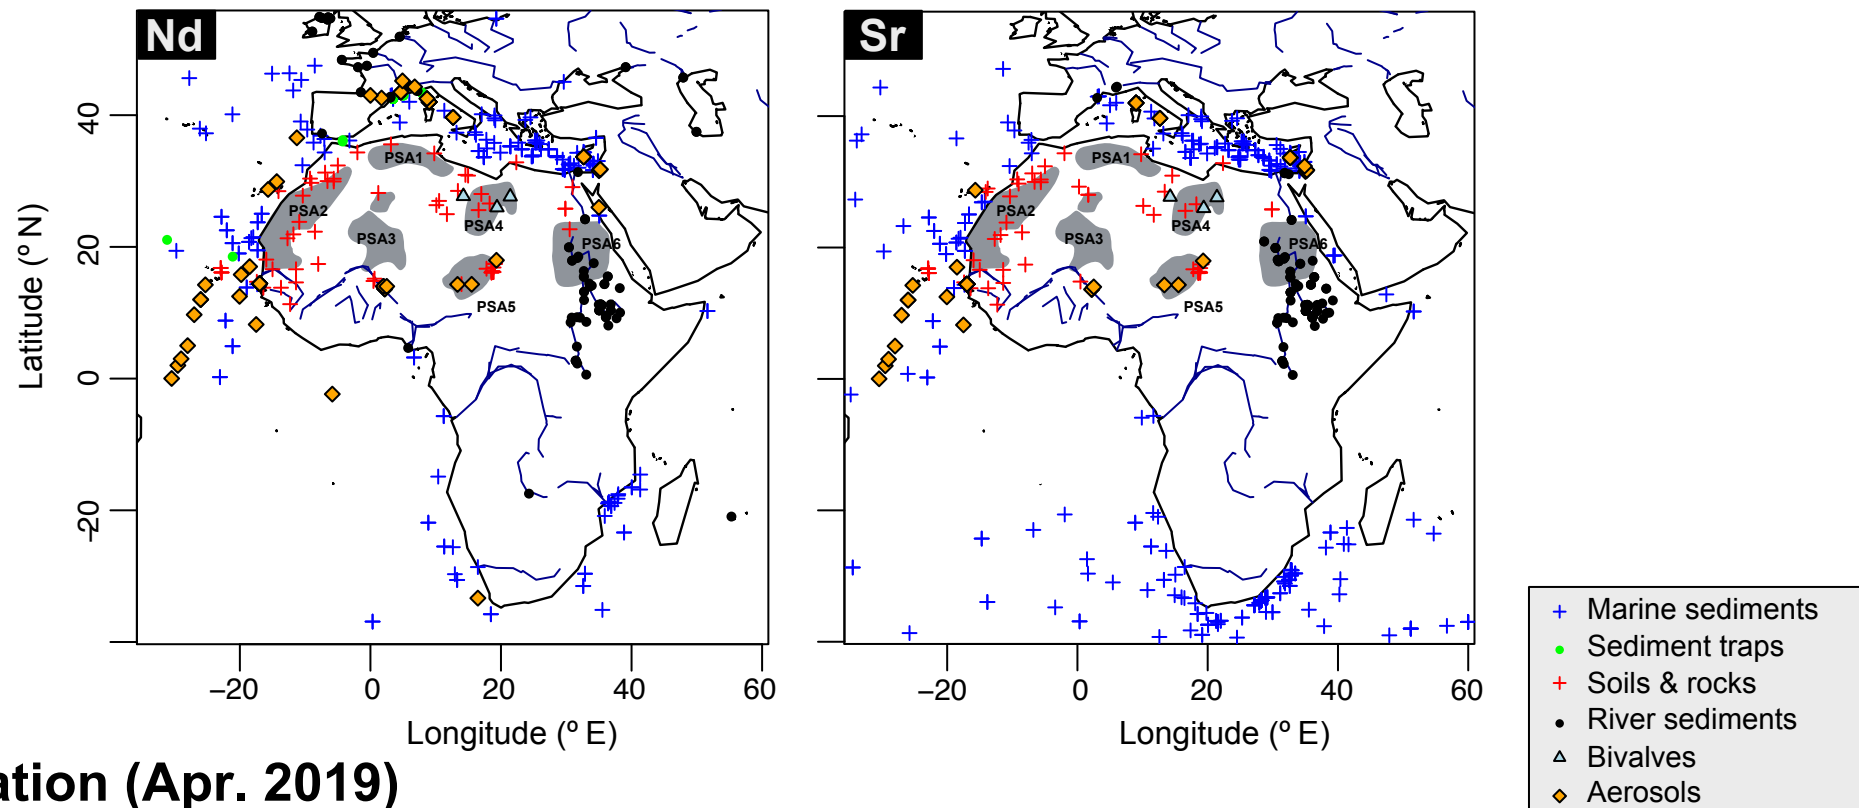 Nd
Sr
Latitude (º N)
40
20
0
−20
PSA1
PSA2
PSA3
PSA4
PSA5
PSA6
PSA1
PSA2
PSA3
PSA4
PSA5
PSA6
−20 0 20 40 60
−20 0 20 40 60
Longitude (º E)
Longitude (º E)
Marine sediments
Sediment traps
Soils & rocks
River sediments
Bivalves
Aerosols
ation (Apr. 2019)